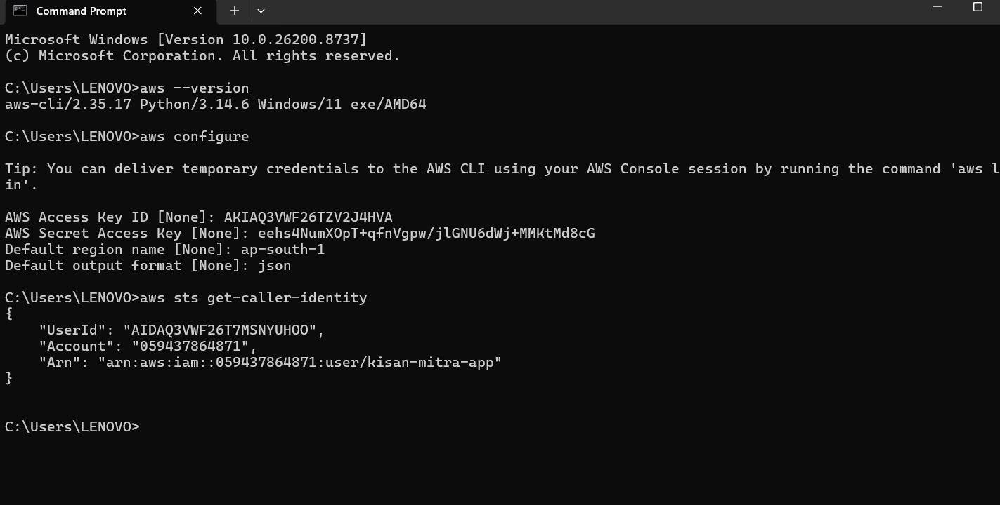 Command Prompt
Microsoft Windows [Version 10.0.26200.8737]
(c) Microsoft Corporation. All rights reserved.
C:\Users\LENOVO>aws --version
aws-cli/2.35.17 Python/3.14.6 Windows/11 exe/AMD64
C:\Users\LENOVO>aws configure
Tip: You can deliver temporary credentials to the AWS CLI using your AWS Console session by running the command 'aws l
in'.
AWS Access Key ID [None]: AKIAQ3VWF26TZV2J4HVA
AWS Secret Access Key [None]: eehs4NumXOpT+qfnVgpw/jlGNU6dWj+MMKtMd8cG
Default region name [None]: ap-south-1
Default output format [None]: json
C:\Users\LENOVO>aws sts get-caller-identity
{
    "UserId": "AIDAQ3VWF26T7MSNYUHOO",
    "Account": "059437864871",
    "Arn": "arn:aws:iam::059437864871:user/kisan-mitra-app"
}
C:\Users\LENOVO>